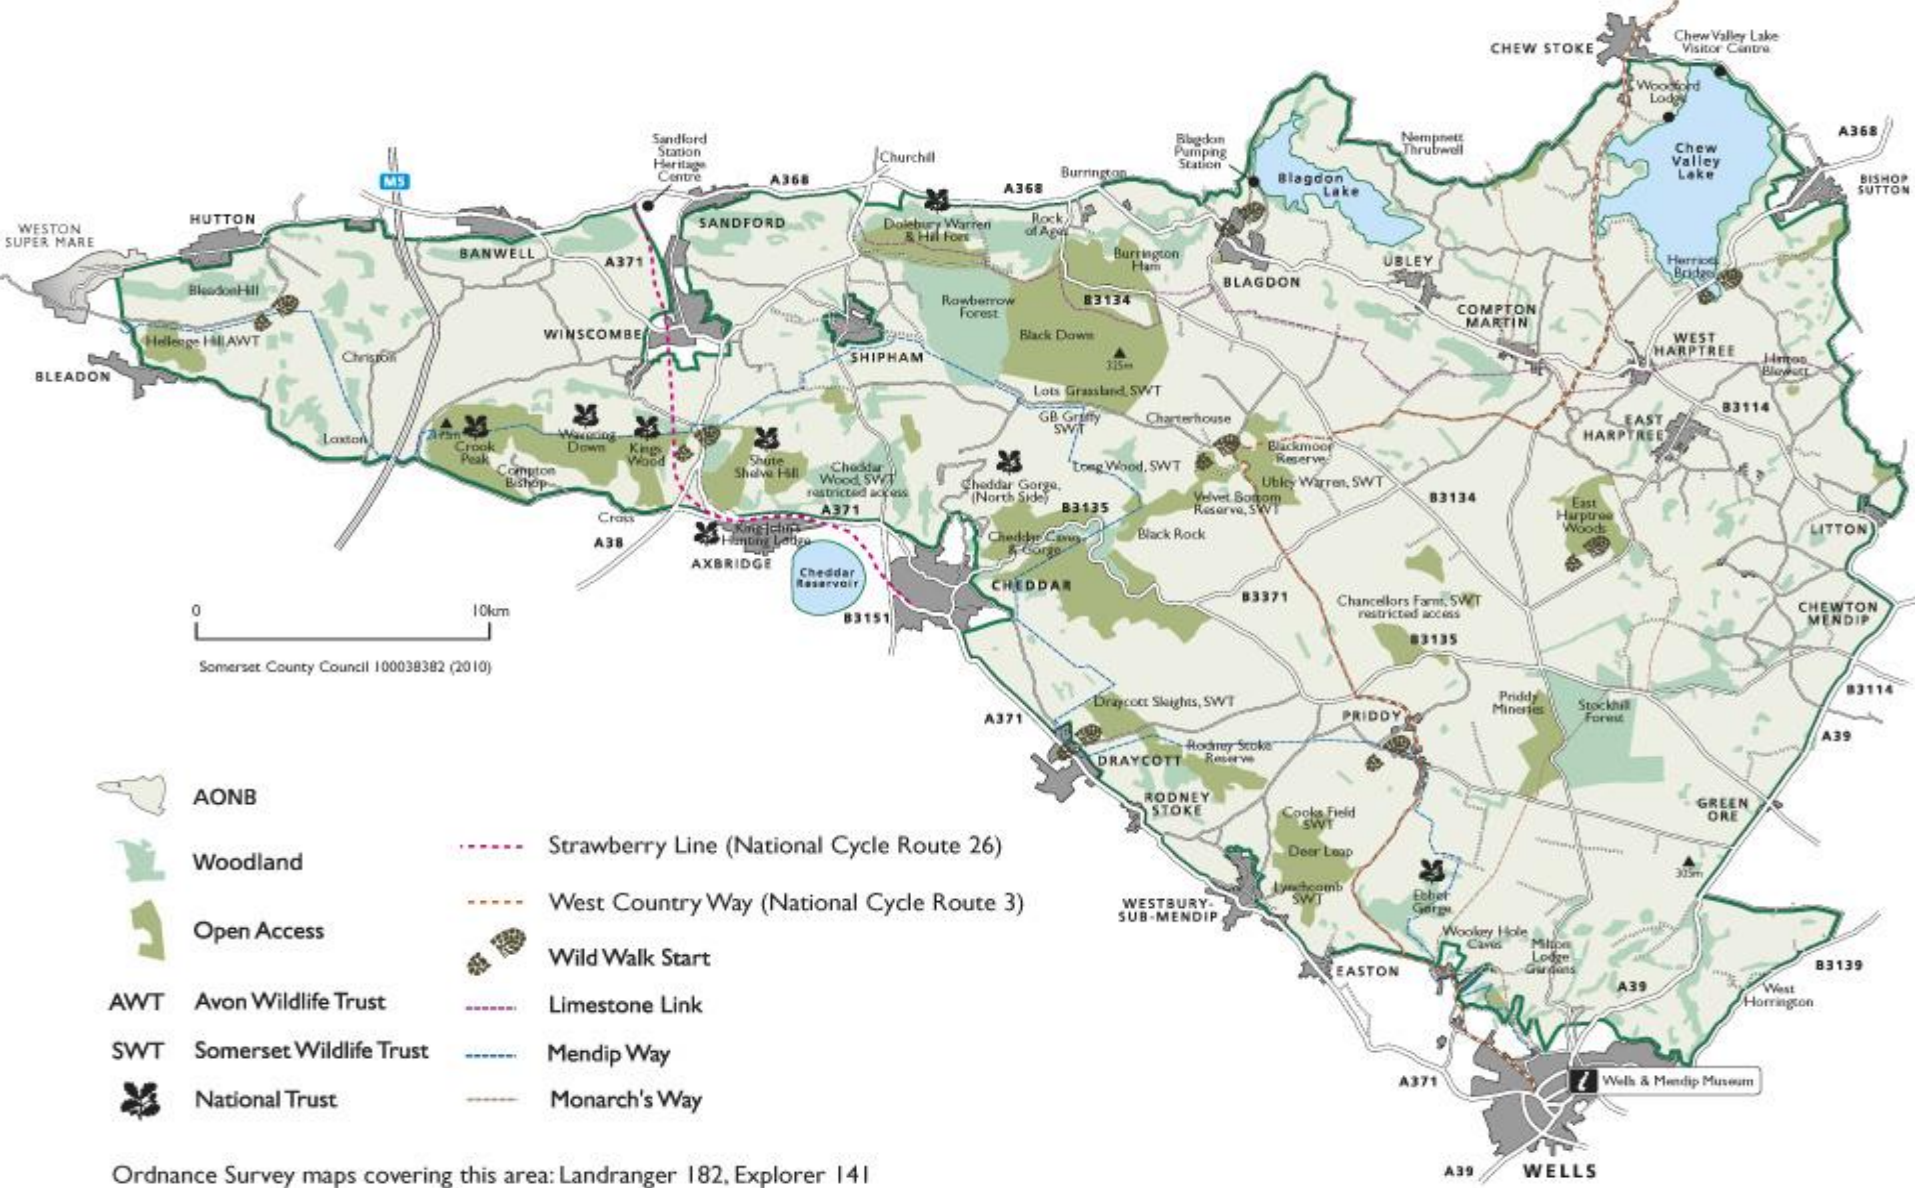 CHEW STOKE
Chew Valley Lake
Visitor Centre
Woodford
Lodge
A368
Chew
Valley
Lake
BISHOP
SUTTON
Nempnett
Thrubwell
Blagdon
Pumping
Station
Blagdon
Lake
Sandford
Station
Heritage
Centre
Churchill
Burrington
A368
A368
M5
WESTON
SUPER MARE
HUTTON
BANWELL
SANDFORD
A371
Dolebury Warren
& Hill Fort
Rock
of Ages
Burrington
Ham
BLAGDON
UBLEY
Herriots
Bridge
Bleadon Hill
Rowberrow
Forest
B3134
COMPTON
MARTIN
WEST
HARPTREE
Hinton
Blewett
Hellenge Hill AWT
Christon
WINSCOMBE
SHIPHAM
Black Down
325m
BLEADON
Lots Grassland, SWT
GB Gruffy
SWT
Charterhouse
B3114
EAST
HARPTREE
Loxton
Crook
Peak
Wavering
Down
Kings
Wood
Shute
Shelve Hill
Compton
Bishop
Cheddar
Wood, SWT
restricted access
Cheddar Gorge,
(North Side)
Long Wood, SWT
Blackmoor
Reserve
Ubley Warren, SWT
Velvet Bottom
Reserve, SWT
B3134
East
Harptree
Woods
LITTON
Cross
A38
King John's
Hunting Lodge
A371
B3135
Cheddar Caves
& Gorge
Black Rock
AXBRIDGE
Cheddar
Reservoir
CHEDDAR
B3151
B3371
Chancellors Farm, SWT
restricted access
B3135
CHEWTON
MENDIP
0
10km
Somerset County Council 100038382 (2010)
A371
Draycott Sleights, SWT
PRIDDY
Priddy
Mineries
Stockhill
Forest
B3114
A39
DRAYCOTT
Rodney Stoke
Reserve
RODNEY
STOKE
Cooks Field
SWT
Deer Leap
Lynchcomb
SWT
GREEN
ORE
305m
Ebbor
Gorge
WESTBURY-
SUB-MENDIP
Wookey Hole
Caves
Milton
Lodge
Gardens
EASTON
A39
B3139
West
Horrington
A371
Wells & Mendip Museum
A39
WELLS
AONB
Woodland
Open Access
AWT Avon Wildlife Trust
SWT Somerset Wildlife Trust
National Trust
Strawberry Line (National Cycle Route 26)
West Country Way (National Cycle Route 3)
Wild Walk Start
Limestone Link
Mendip Way
Monarch's Way
Ordnance Survey maps covering this area: Landranger 182, Explorer 141